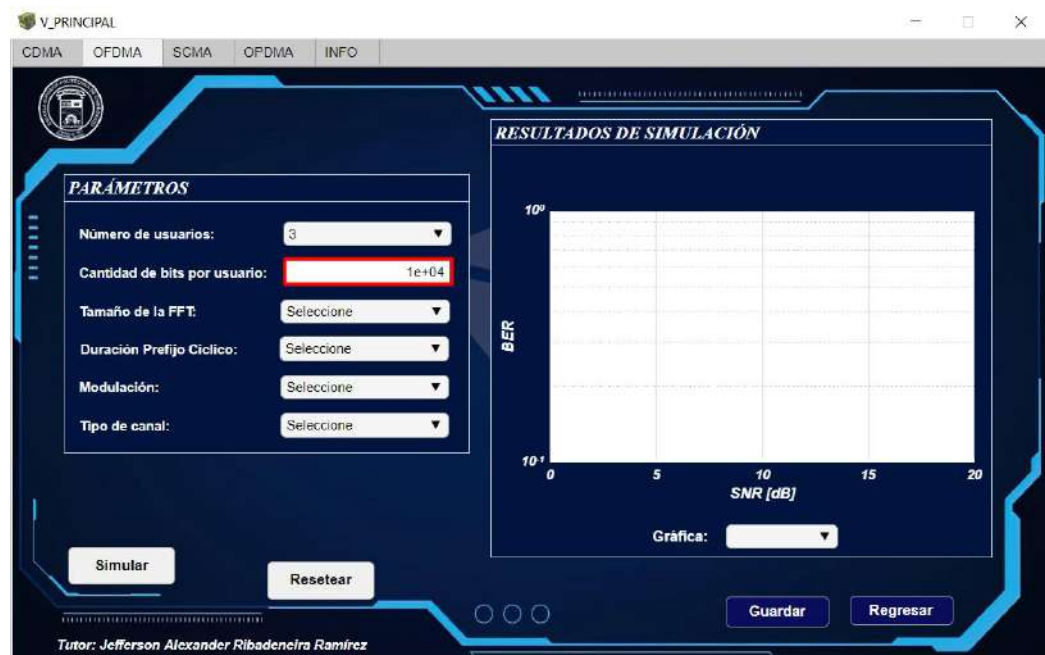 V_PRINCIPAL
CDMA OFDMA SCMA OPDMA INFO
RESULTADOS DE SIMULACIÓN
PARÁMETROS
Número de usuarios: 3
Cantidad de bits por usuario: 1e+04
Tamaño de la FFT: Seleccione
Duración Prefijo Ciclico: Seleccione
Modulación: Seleccione
Tipo de canal: Seleccione
10⁰
BER
10⁻¹
0 5 10 15 20
SNR [dB]
Gráfica:
Simular
Resetear
Guardar
Regresar
Tutor: Jefferson Alexander Ribadeneira Ramírez